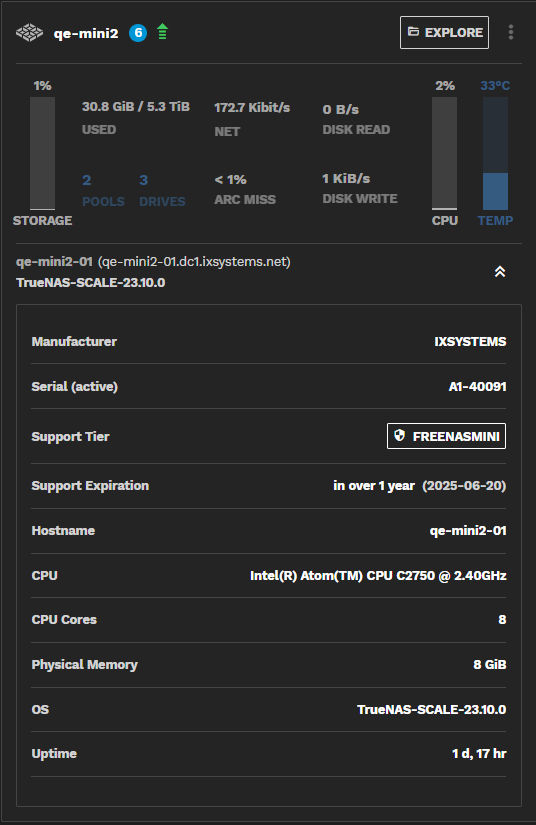 qe-mini2 6 EXPLORE
1% 2% 33°C
30.8 GiB / 5.3 TiB 172.7 Kibit/s 0 B/s
USED NET DISK READ
2 3 < 1% 1 KiB/s
POOLS DRIVES ARC MISS DISK WRITE
STORAGE CPU TEMP
qe-mini2-01 (qe-mini2-01.dc1.ixsystems.net)
TrueNAS-SCALE-23.10.0
Manufacturer IXSYSTEMS
Serial (active) A1-40091
Support Tier FREENASMINI
Support Expiration in over 1 year (2025-06-20)
Hostname qe-mini2-01
CPU Intel(R) Atom(TM) CPU C2750 @ 2.40GHz
CPU Cores 8
Physical Memory 8 GiB
OS TrueNAS-SCALE-23.10.0
Uptime 1 d, 17 hr